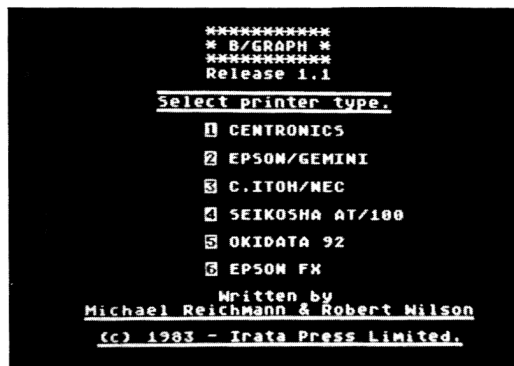 ***********
* B/GRAPH *
***********
Release 1.1
Select printer type.
1 CENTRONICS
2 EPSON/GEMINI
3 C.ITOH/NEC
4 SEIKOSHA AT/100
5 OKIDATA 92
6 EPSON FX
Written by
Michael Reichmann & Robert Wilson
(c) 1983 - Irata Press Limited.